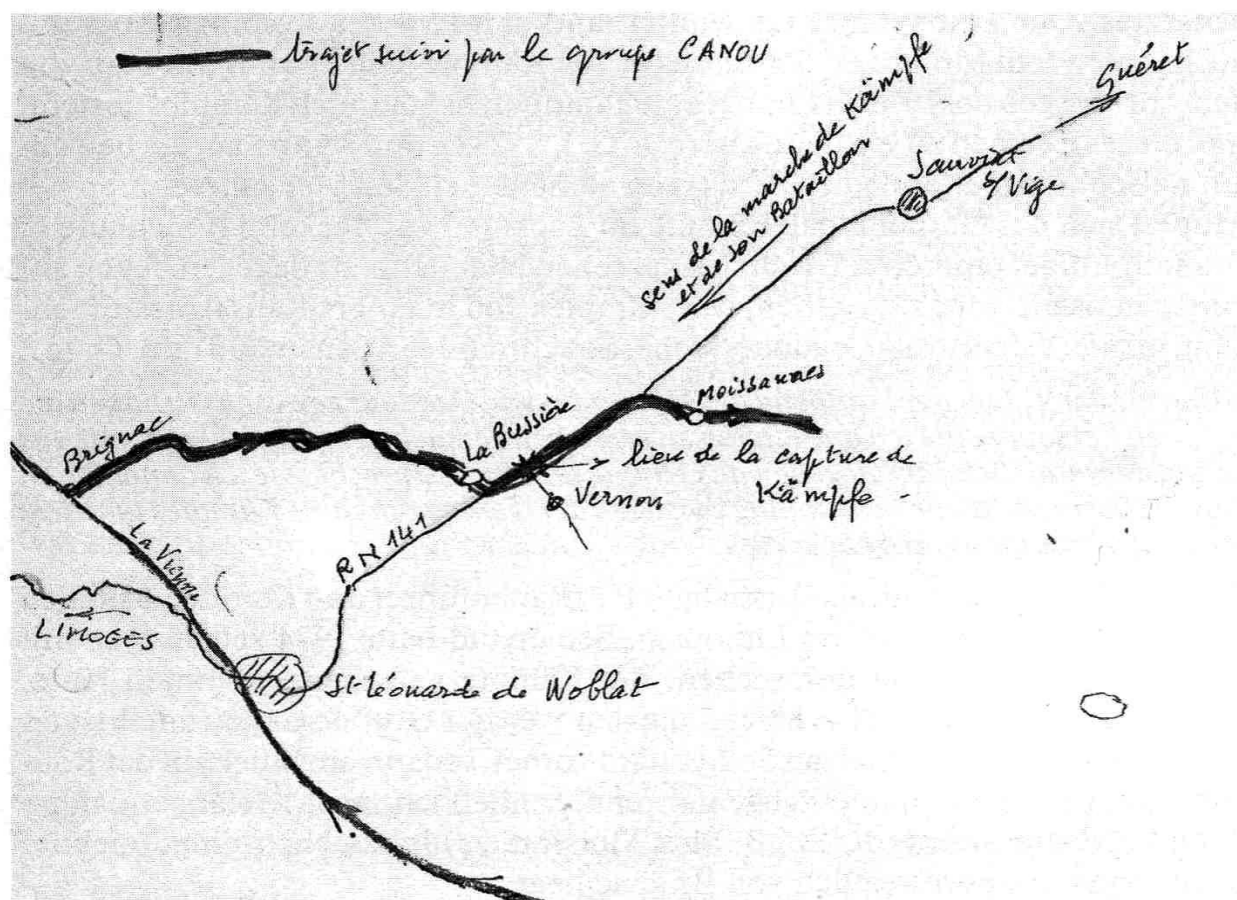 trajet suivi par le groupe CANOU
Guéret
sens de la marche de Kämpfe
et de son Bataillon
Sauviat
s/ Vige
Moissannes
La Bussière
Brignac
lieu de la capture de
Kämpfe
Vernon
RN 141
La Vienne
LIMOGES
St-Léonard de Noblat